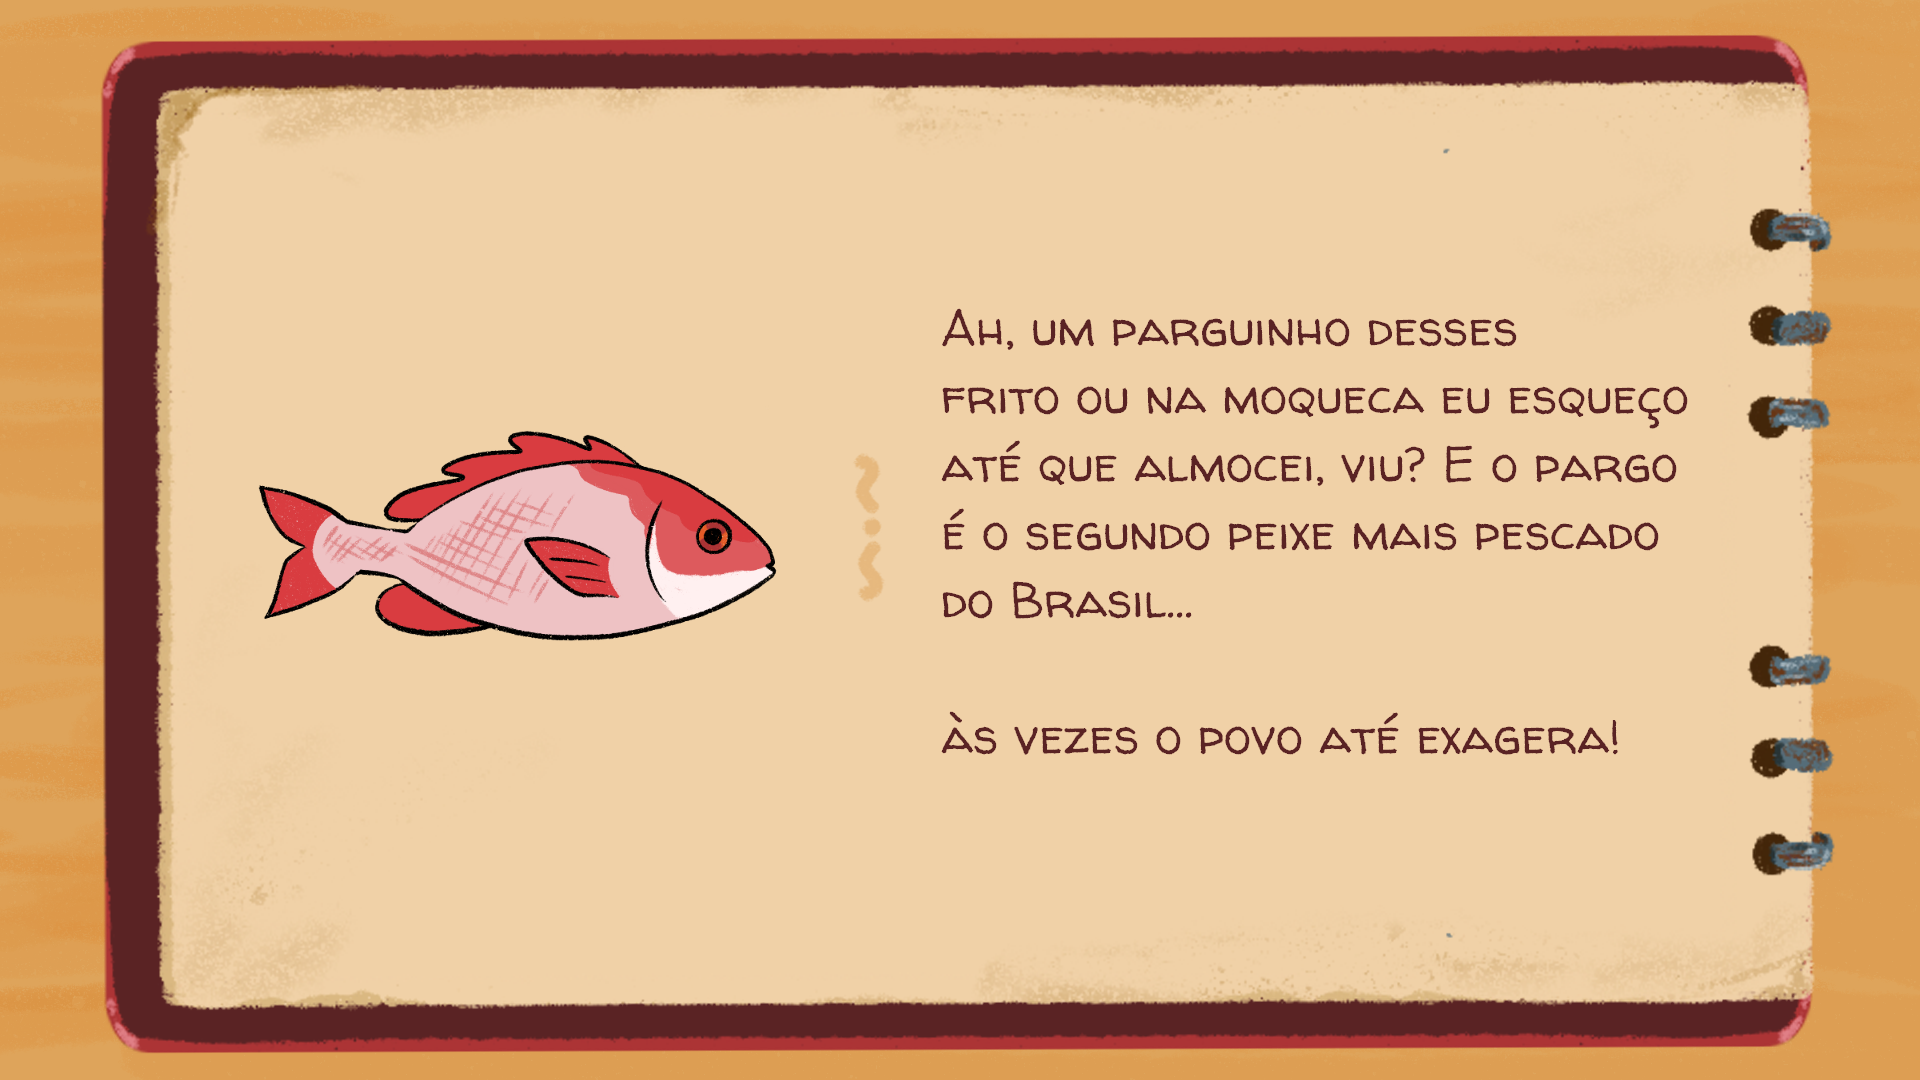 Ah, um parguinho desses
frito ou na moqueca eu esqueço
até que almocei, viu? E o pargo
é o segundo peixe mais pescado
do Brasil...
às vezes o povo até exagera!